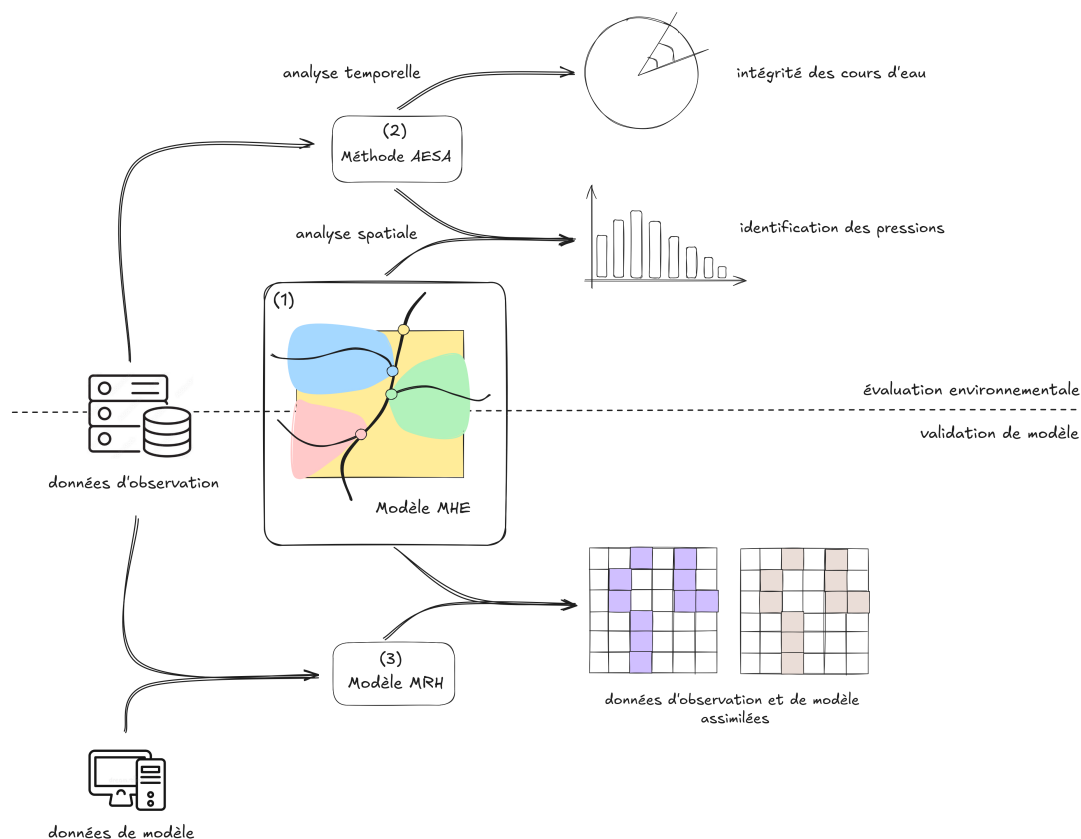 analyse temporelle
intégrité des cours d'eau
(2)
Méthode AESA
analyse spatiale
identification des pressions
(1)
évaluation environnementale
validation de modèle
données d'observation
Modèle MHE
(3)
Modèle MRH
données d'observation et de modèle
assimilées
données de modèle